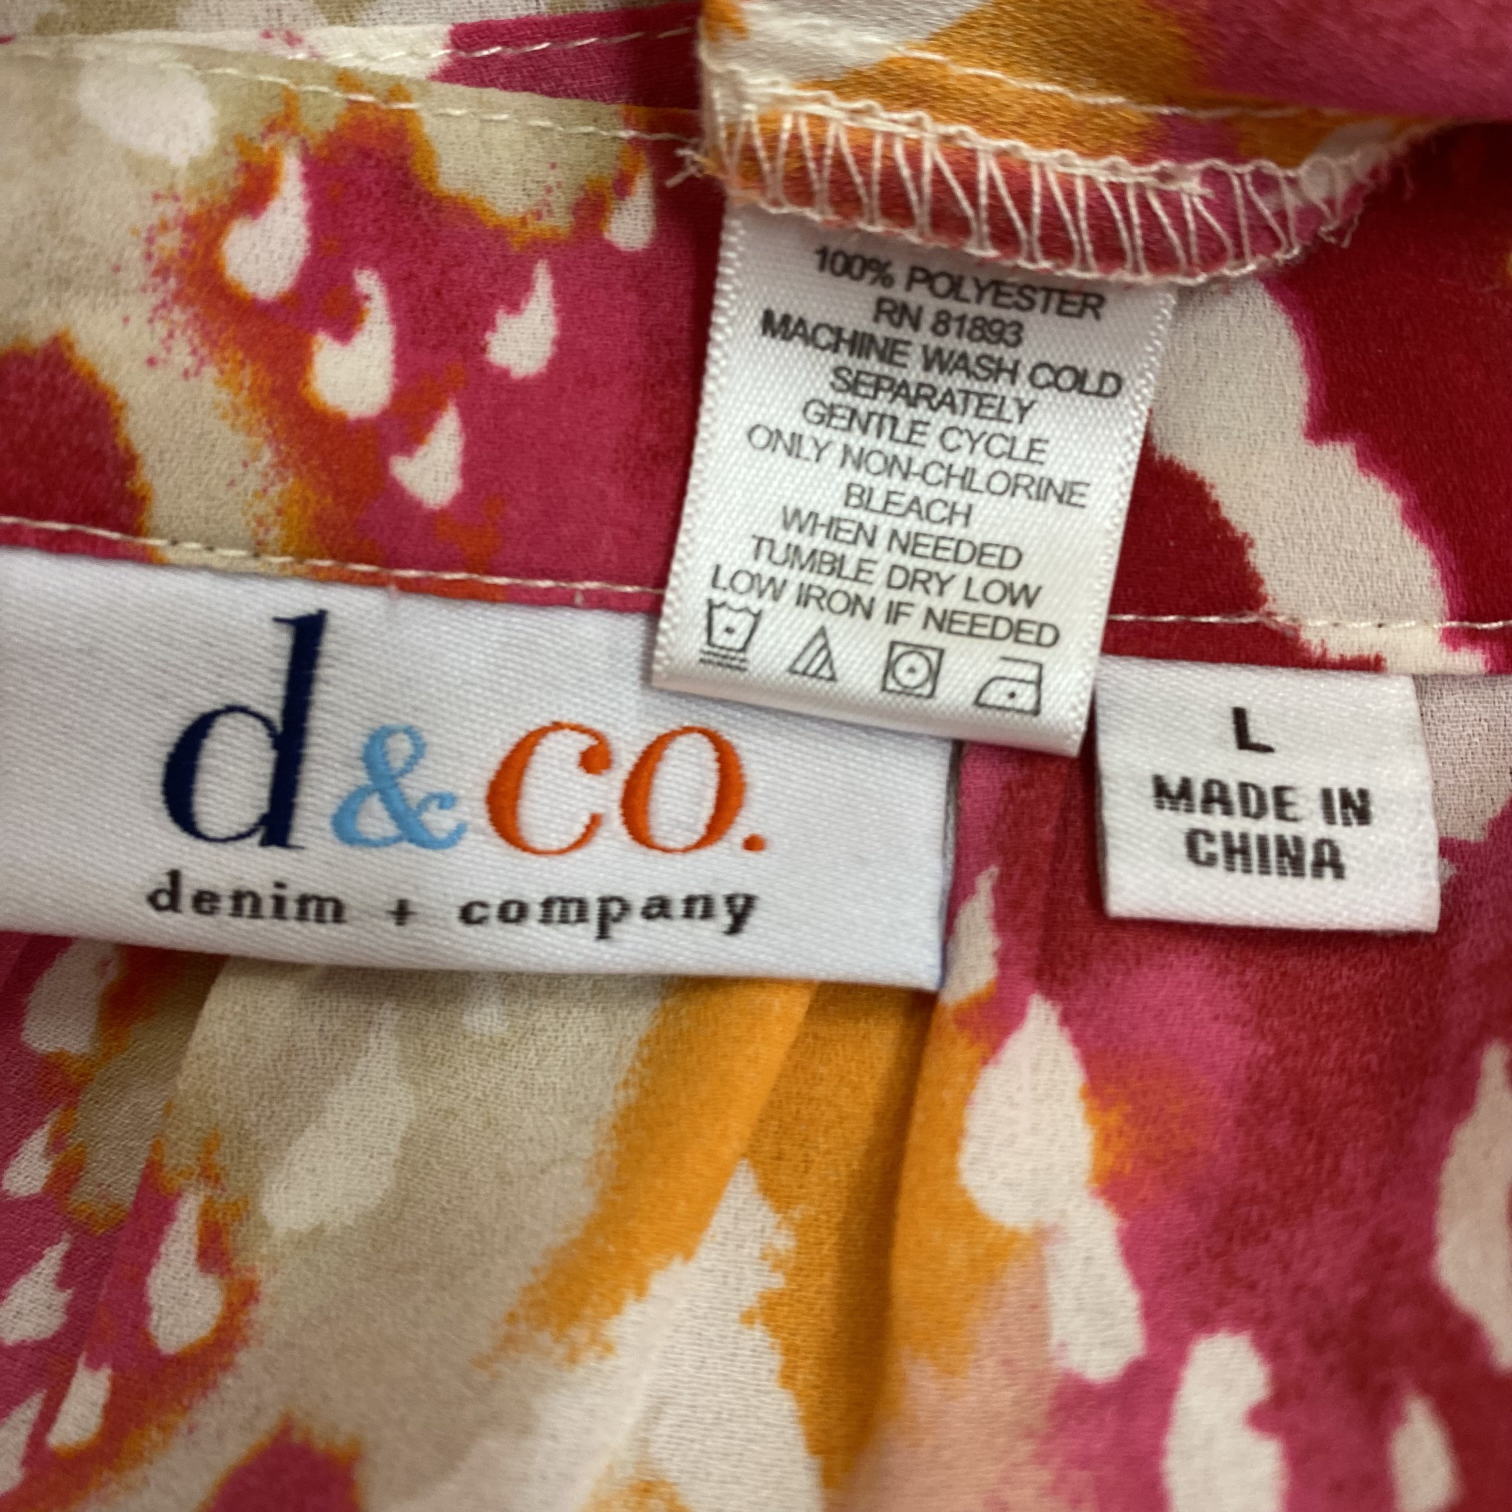 100% POLYESTER
RN 81893
MACHINE WASH COLD
SEPARATELY
GENTLE CYCLE
ONLY NON-CHLORINE
BLEACH
WHEN NEEDED
TUMBLE DRY LOW
LOW IRON IF NEEDED
d&co.
denim + company
L
MADE IN
CHINA